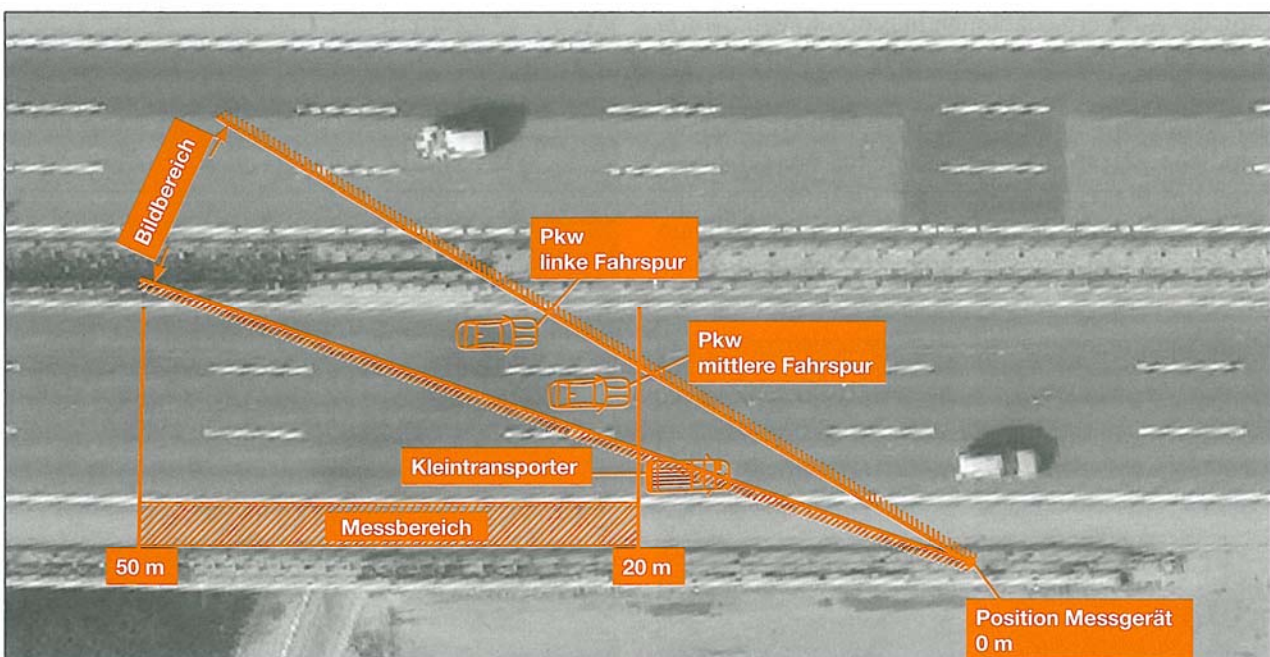 Bildbereich
Pkw
linke Fahrspur
Pkw
mittlere Fahrspur
Kleintransporter
Messbereich
50 m
20 m
Position Messgerät
0 m